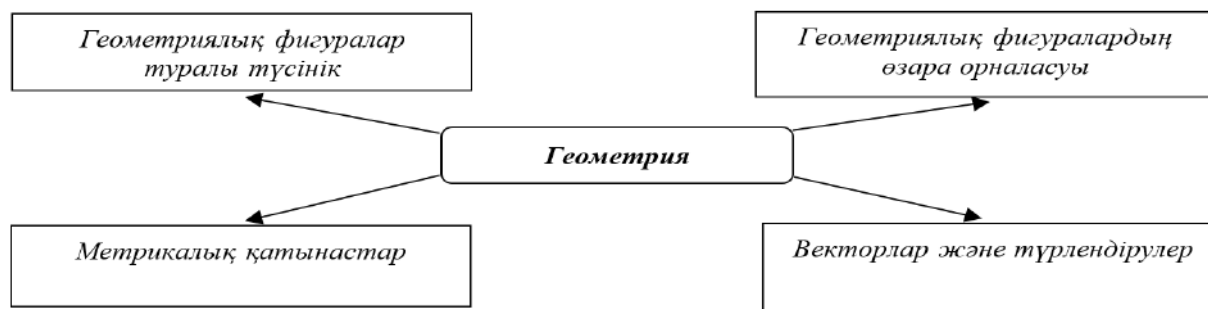 Геометриялық фигуралар
туралы түсінік
Геометриялық фигуралардың
өзара орналасуы
Геометрия
Метрикалық қатынастар
Векторлар және түрлендірулер